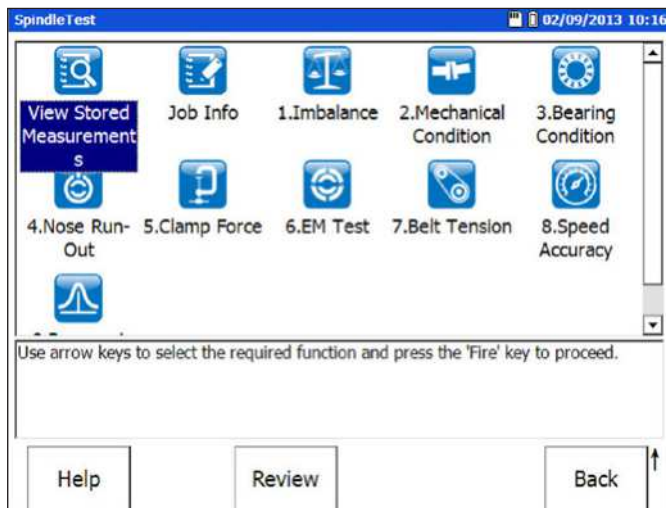 SpindleTest 02/09/2013 10:16
View Stored Measurements
Job Info
1.Imbalance
2.Mechanical Condition
3.Bearing Condition
4.Nose Run-Out
5.Clamp Force
6.EM Test
7.Belt Tension
8.Speed Accuracy
Use arrow keys to select the required function and press the 'Fire' key to proceed.
Help Review Back